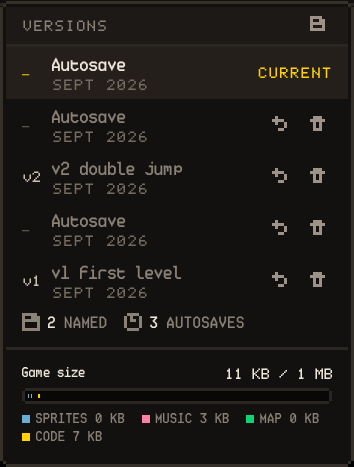 VERSIONS
– Autosave
SEPT 2026
CURRENT
– Autosave
SEPT 2026
v2 v2 double jump
SEPT 2026
– Autosave
SEPT 2026
v1 v1 first level
SEPT 2026
2 NAMED 3 AUTOSAVES
Game size 11 KB / 1 MB
SPRITES 0 KB MUSIC 3 KB MAP 0 KB
CODE 7 KB